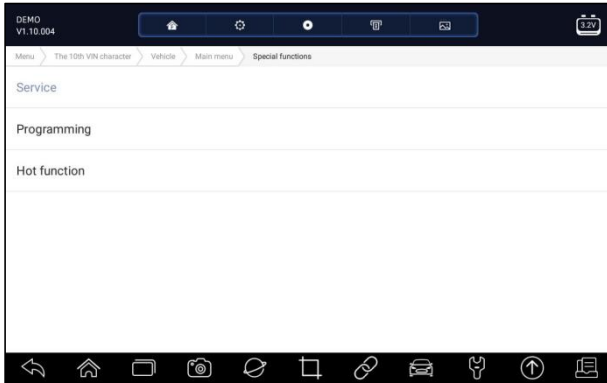 DEMO
V1.10.004
3.2V
Menu The 10th VIN character Vehicle Main menu Special functions
Service
Programming
Hot function